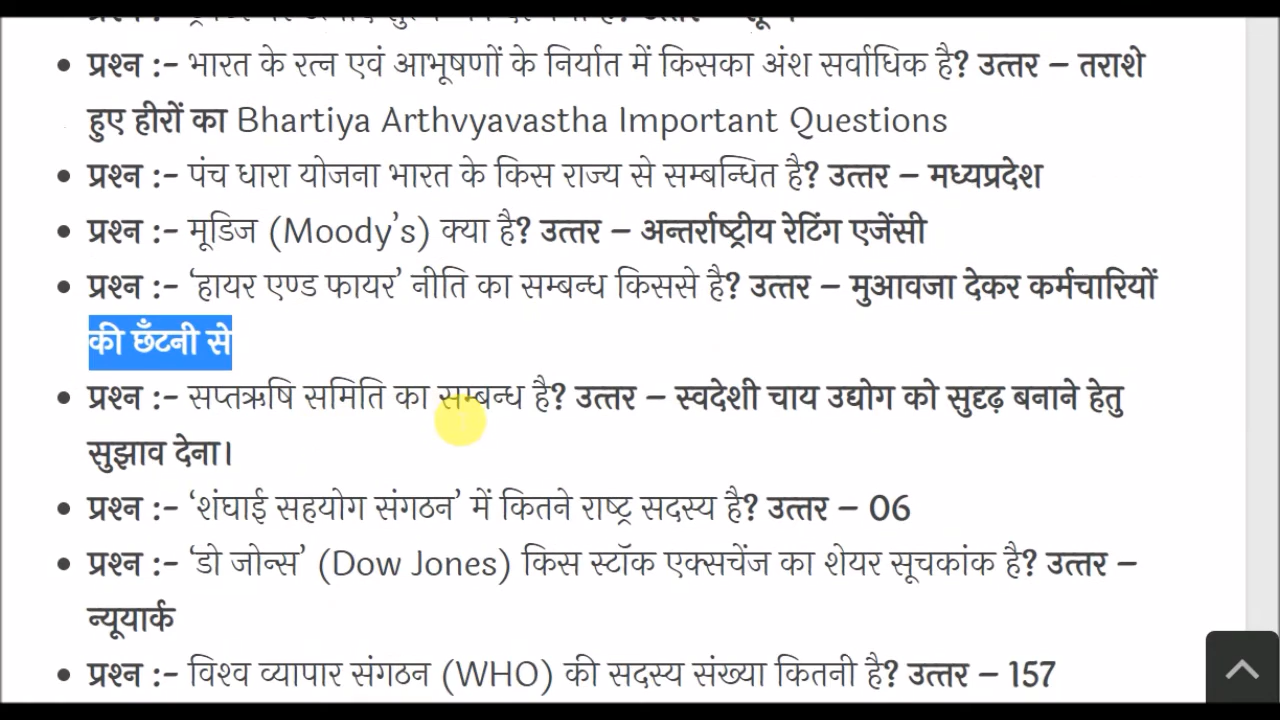 प्रश्न :- भारत के रत्न एवं आभूषणों के निर्यात में किसका अंश सर्वाधिक है? उत्तर – तराशे
हुए हीरों का Bhartiya Arthvyavastha Important Questions
प्रश्न :- पंच धारा योजना भारत के किस राज्य से सम्बन्धित है? उत्तर – मध्यप्रदेश
प्रश्न :- मूडिज (Moody's) क्या है? उत्तर – अन्तर्राष्ट्रीय रेटिंग एजेंसी
प्रश्न :- 'हायर एण्ड फायर' नीति का सम्बन्ध किससे है? उत्तर – मुआवजा देकर कर्मचारियों
की छँटनी से
प्रश्न :- सप्तऋषि समिति का सम्बन्ध है? उत्तर – स्वदेशी चाय उद्योग को सुदृढ़ बनाने हेतु
सुझाव देना।
प्रश्न :- 'शंघाई सहयोग संगठन' में कितने राष्ट्र सदस्य है? उत्तर – 06
प्रश्न :- 'डो जोन्स' (Dow Jones) किस स्टॉक एक्सचेंज का शेयर सूचकांक है? उत्तर –
न्यूयार्क
प्रश्न :- विश्व व्यापार संगठन (WHO) की सदस्य संख्या कितनी है? उत्तर – 157